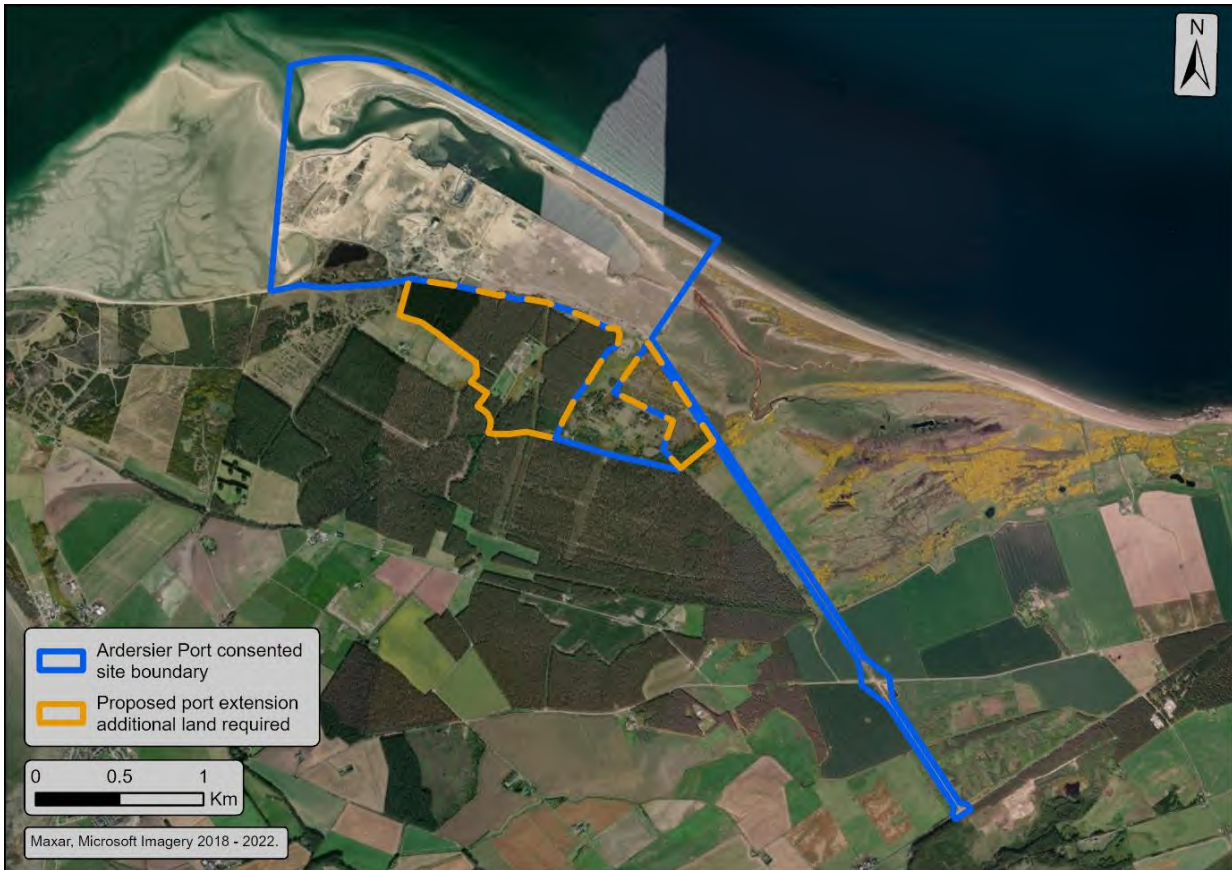 N
Ardersier Port consented
site boundary
Proposed port extension
additional land required
0 0.5 1
Km
Maxar, Microsoft Imagery 2018 - 2022.